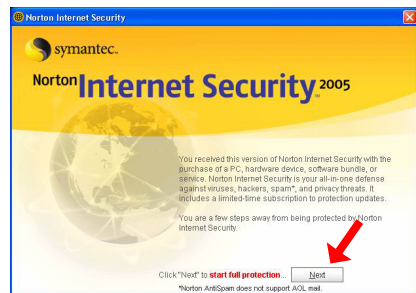 Norton Internet Security
symantec.
Norton Internet Security 2005
You received this version of Norton Internet Security with the
purchase of a PC, hardware device, software bundle, or
service. Norton Internet Security is your all-in-one defense
against viruses, hackers, spam*, and privacy threats. It
includes a limited-time subscription to protection updates.
You are a few steps away from being protected by Norton
Internet Security.
Click "Next" to start full protection... Next
*Norton AntiSpam does not support AOL mail.